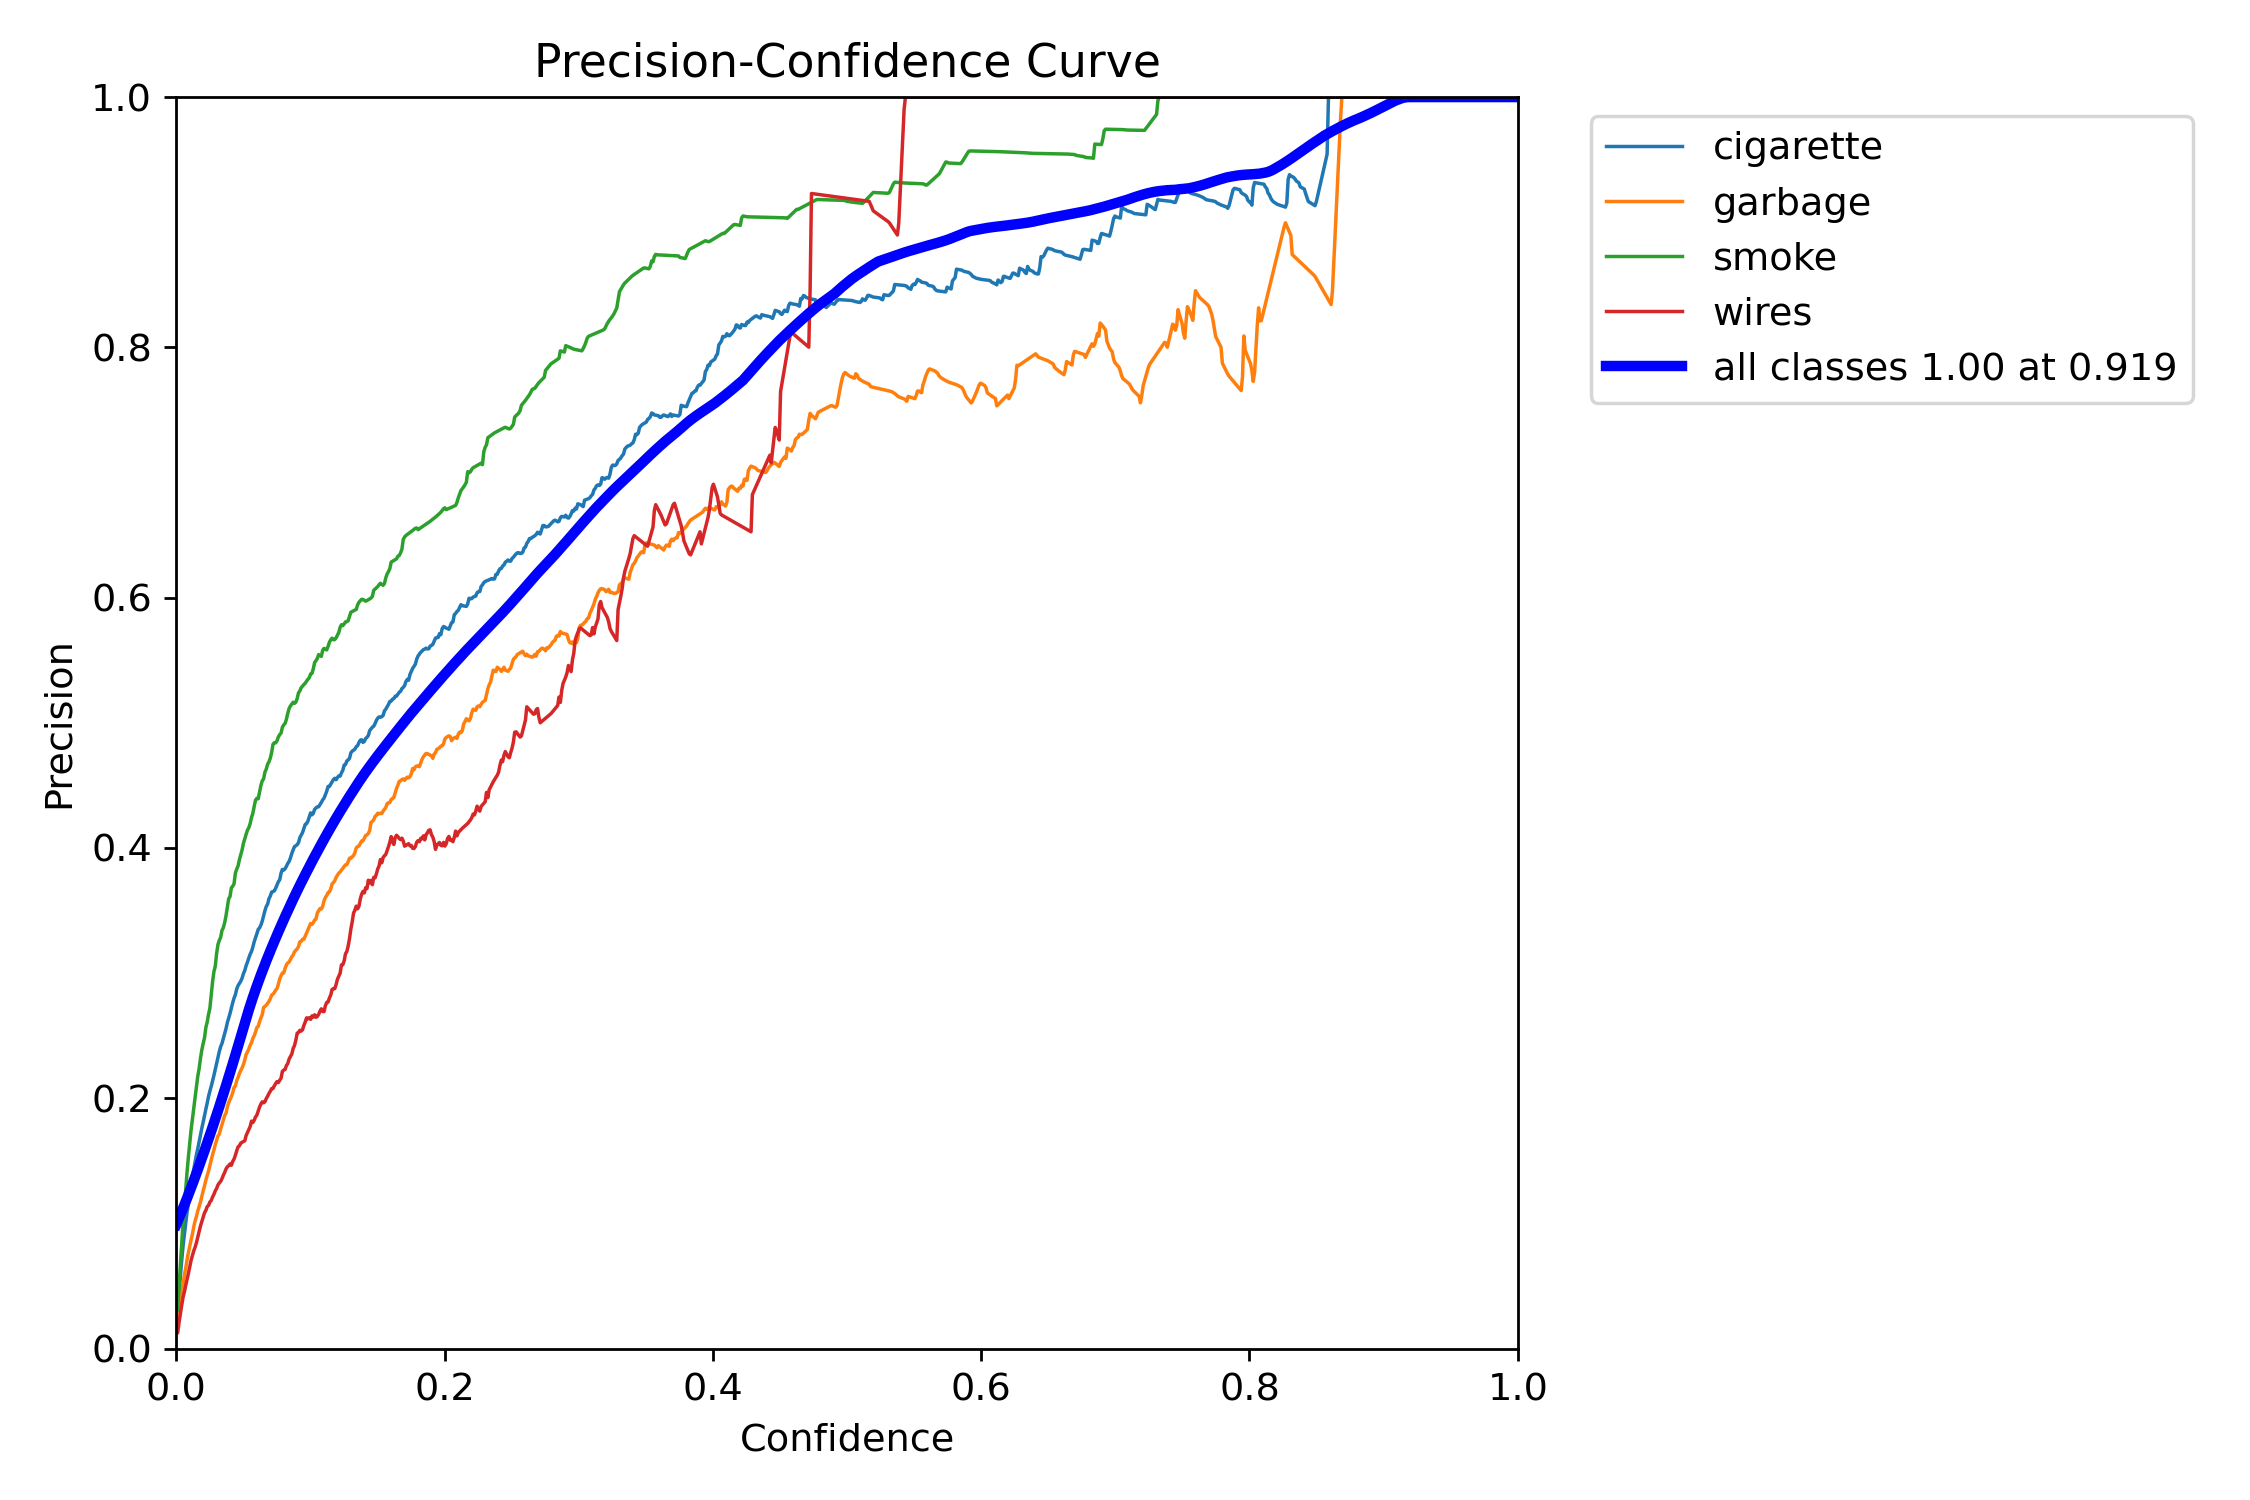 Precision-Confidence Curve
1.0
0.8
0.6
0.4
0.2
0.0
Precision
0.0 0.2 0.4 0.6 0.8 1.0
Confidence
cigarette
garbage
smoke
wires
all classes 1.00 at 0.919